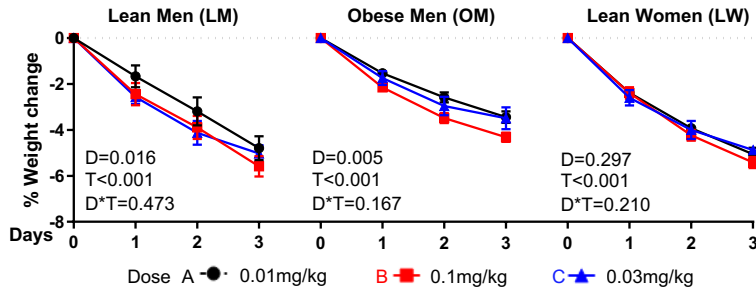 Lean Men (LM) Obese Men (OM) Lean Women (LW)
% Weight change
0
-2
-4
-6
-8
D=0.016
T<0.001
D*T=0.473
D=0.005
T<0.001
D*T=0.167
D=0.297
T<0.001
D*T=0.210
Days 0 1 2 3 0 1 2 3 0 1 2 3
Dose A 0.01mg/kg B 0.1mg/kg C 0.03mg/kg